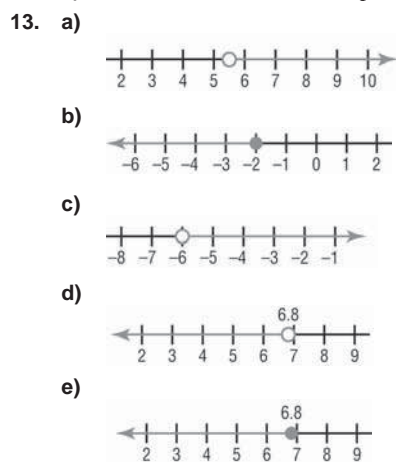 13. a)
2 3 4 5 6 7 8 9 10
b)
–6 –5 –4 –3 –2 –1 0 1 2
c)
–8 –7 –6 –5 –4 –3 –2 –1
d)
6.8
2 3 4 5 6 7 8 9
e)
6.8
2 3 4 5 6 7 8 9